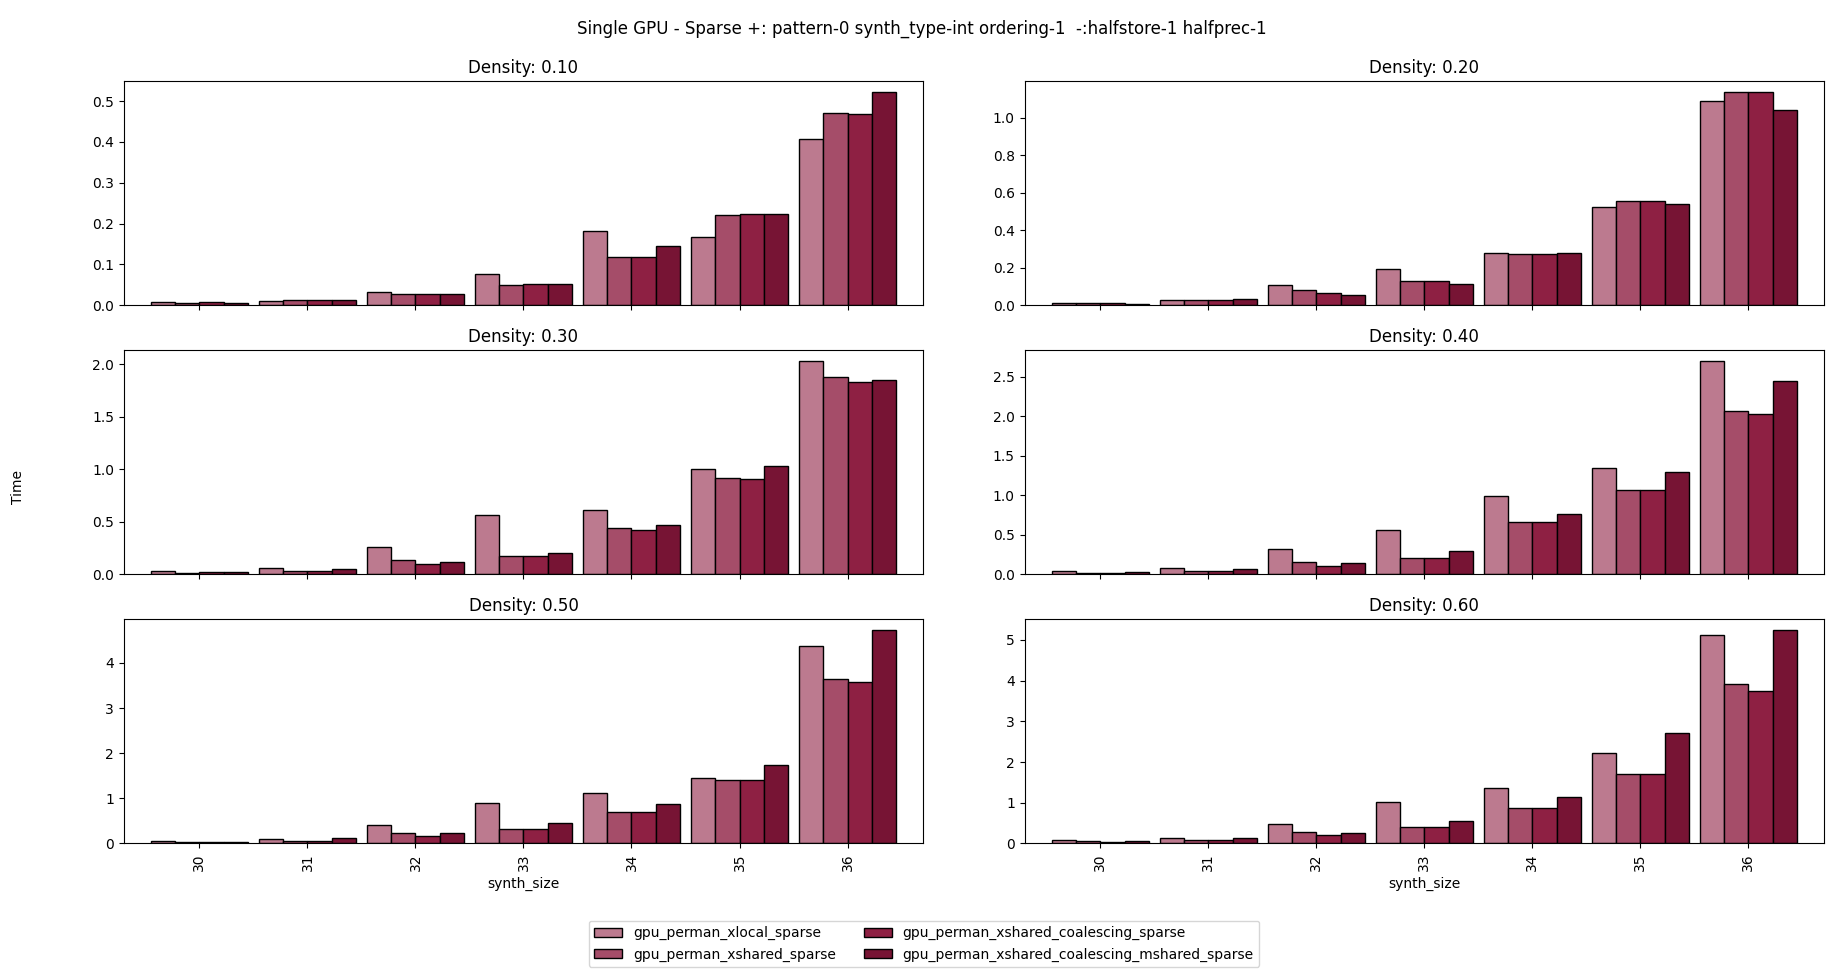 Single GPU - Sparse +: pattern-0 synth_type-int ordering-1  -:halfstore-1 halfprec-1
Density: 0.10
0.5
0.4
0.3
0.2
0.1
0.0
Density: 0.20
1.0
0.8
0.6
0.4
0.2
0.0
Density: 0.30
2.0
1.5
1.0
0.5
0.0
Density: 0.40
2.5
2.0
1.5
1.0
0.5
0.0
Time
Density: 0.50
4
3
2
1
0
30 31 32 33 34 35 36
synth_size
Density: 0.60
5
4
3
2
1
0
30 31 32 33 34 35 36
synth_size
gpu_perman_xlocal_sparse
gpu_perman_xshared_sparse
gpu_perman_xshared_coalescing_sparse
gpu_perman_xshared_coalescing_mshared_sparse